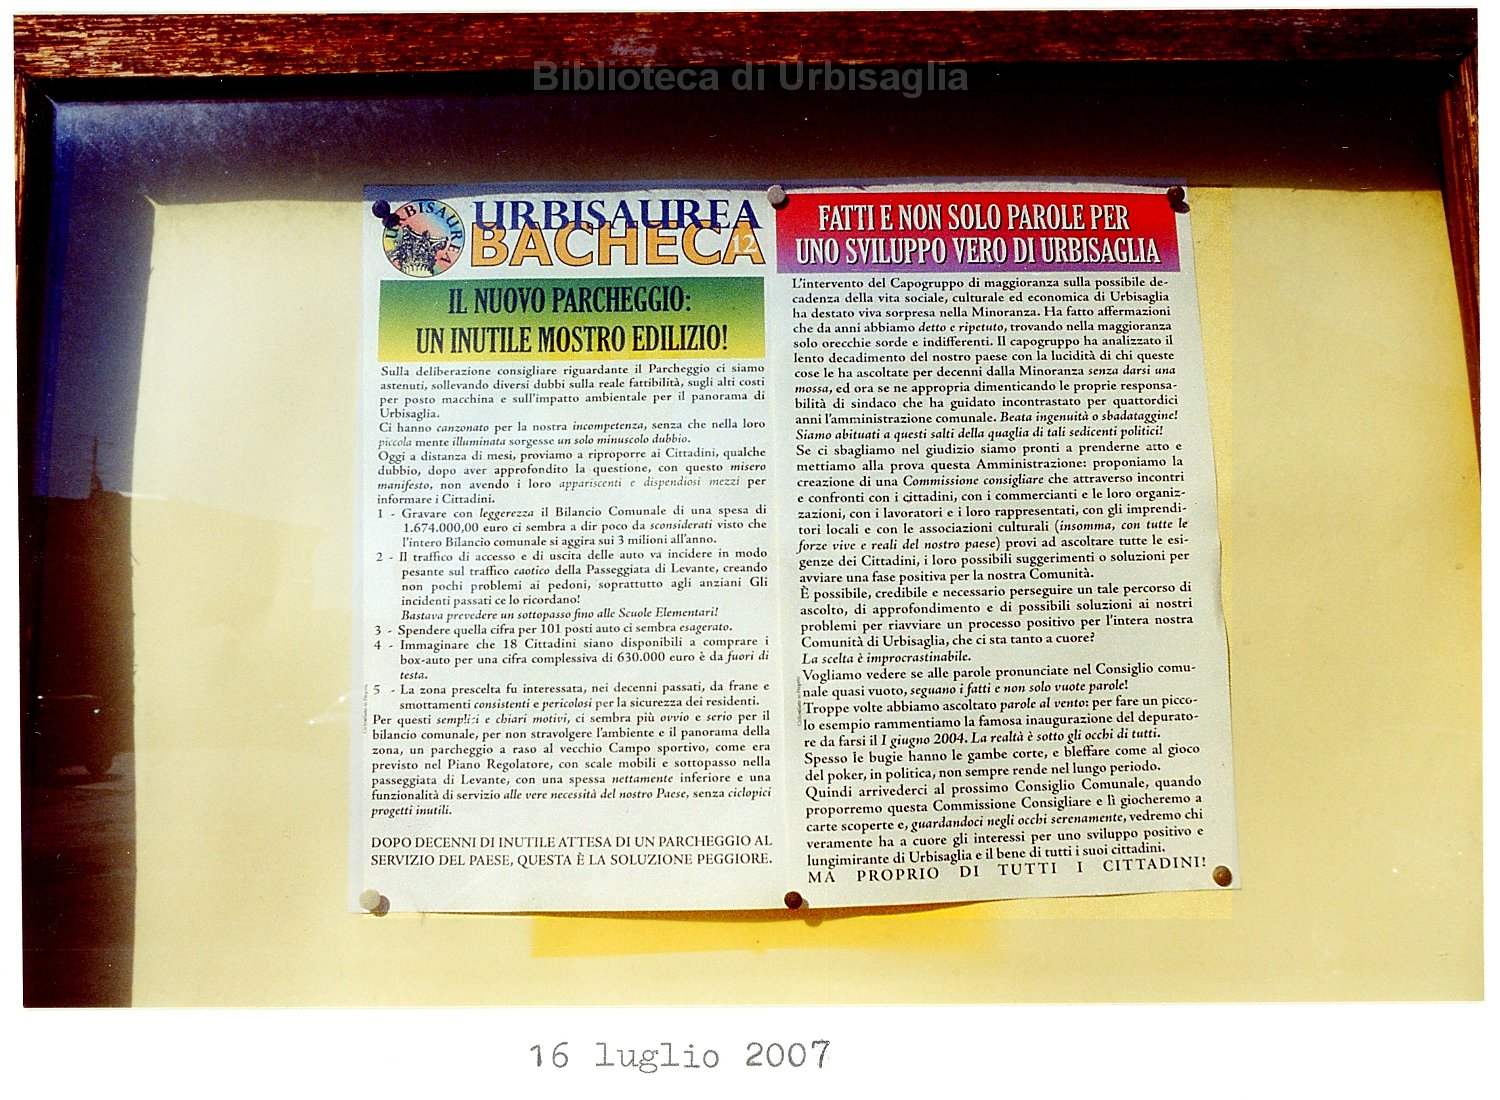 Biblioteca di Urbisaglia
URBISAUREA
URBISAUREA
BACHECA
12
IL NUOVO PARCHEGGIO:
UN INUTILE MOSTRO EDILIZIO!
Sulla deliberazione consigliare riguardante il Parcheggio ci siamo
astenuti, sollevando diversi dubbi sulla reale fattibilità, sugli alti costi
per posto macchina e sull'impatto ambientale per il panorama di
Urbisaglia.
Ci hanno canzonato per la nostra incompetenza, senza che nella loro
piccola mente illuminata sorgesse un solo minuscolo dubbio.
Oggi a distanza di mesi, proviamo a riproporre ai Cittadini, qualche
dubbio, dopo aver approfondito la questione, con questo misero
manifesto, non avendo i loro appariscenti e dispendiosi mezzi per
informare i Cittadini.
1 - Gravare con leggerezza il Bilancio Comunale di una spesa di
1.674.000,00 euro ci sembra a dir poco da sconsiderati visto che
l'intero Bilancio comunale si aggira sui 3 milioni all'anno.
2 - Il traffico di accesso e di uscita delle auto va incidere in modo
pesante sul traffico caotico della Passeggiata di Levante, creando
non pochi problemi ai pedoni, soprattutto agli anziani Gli
incidenti passati ce lo ricordano!
Bastava prevedere un sottopasso fino alle Scuole Elementari!
3 - Spendere quella cifra per 101 posti auto ci sembra esagerato.
4 - Immaginare che 18 Cittadini siano disponibili a comprare i
box-auto per una cifra complessiva di 630.000 euro è da fuori di
testa.
5 - La zona prescelta fu interessata, nei decenni passati, da frane e
smottamenti consistenti e pericolosi per la sicurezza dei residenti.
Per questi semplici e chiari motivi, ci sembra più ovvio e serio per il
bilancio comunale, per non stravolgere l'ambiente e il panorama della
zona, un parcheggio a raso al vecchio Campo sportivo, come era
previsto nel Piano Regolatore, con scale mobili e sottopasso nella
passeggiata di Levante, con una spessa nettamente inferiore e una
funzionalità di servizio alle vere necessità del nostro Paese, senza ciclopici
progetti inutili.
DOPO DECENNI DI INUTILE ATTESA DI UN PARCHEGGIO AL
SERVIZIO DEL PAESE, QUESTA È LA SOLUZIONE PEGGIORE.
FATTI E NON SOLO PAROLE PER
UNO SVILUPPO VERO DI URBISAGLIA
L'intervento del Capogruppo di maggioranza sulla possibile de-
cadenza della vita sociale, culturale ed economica di Urbisaglia
ha destato viva sorpresa nella Minoranza. Ha fatto affermazioni
che da anni abbiamo detto e ripetuto, trovando nella maggioranza
solo orecchie sorde e indifferenti. Il capogruppo ha analizzato il
lento decadimento del nostro paese con la lucidità di chi queste
cose le ha ascoltate per decenni dalla Minoranza senza darsi una
mossa, ed ora se ne appropria dimenticando le proprie responsa-
bilità di sindaco che ha guidato incontrastato per quattordici
anni l'amministrazione comunale. Beata ingenuità o sbadataggine!
Siamo abituati a questi salti della quaglia di tali sedicenti politici!
Se ci sbagliamo nel giudizio siamo pronti a prenderne atto e
mettiamo alla prova questa Amministrazione: proponiamo la
creazione di una Commissione consigliare che attraverso incontri
e confronti con i cittadini, con i commercianti e le loro organiz-
zazioni, con i lavoratori e i loro rappresentati, con gli imprendi-
tori locali e con le associazioni culturali (insomma, con tutte le
forze vive e reali del nostro paese) provi ad ascoltare tutte le esi-
genze dei Cittadini, i loro possibili suggerimenti o soluzioni per
avviare una fase positiva per la nostra Comunità.
È possibile, credibile e necessario perseguire un tale percorso di
ascolto, di approfondimento e di possibili soluzioni ai nostri
problemi per riavviare un processo positivo per l'intera nostra
Comunità di Urbisaglia, che ci sta tanto a cuore?
La scelta è improcrastinabile.
Vogliamo vedere se alle parole pronunciate nel Consiglio comu-
nale quasi vuoto, seguano i fatti e non solo vuote parole!
Troppe volte abbiamo ascoltato parole al vento: per fare un picco-
lo esempio rammentiamo la famosa inaugurazione del depurato-
re da farsi il 1 giugno 2004. La realtà è sotto gli occhi di tutti.
Spesso le bugie hanno le gambe corte, e bleffare come al gioco
del poker, in politica, non sempre rende nel lungo periodo.
Quindi arrivederci al prossimo Consiglio Comunale, quando
proporremo questa Commissione Consigliare e lì giocheremo a
carte scoperte e, guardandoci negli occhi serenamente, vedremo chi
veramente ha a cuore gli interessi per uno sviluppo positivo e
lungimirante di Urbisaglia e il bene di tutti i suoi cittadini.
MA PROPRIO DI TUTTI I CITTADINI!
16 luglio 2007